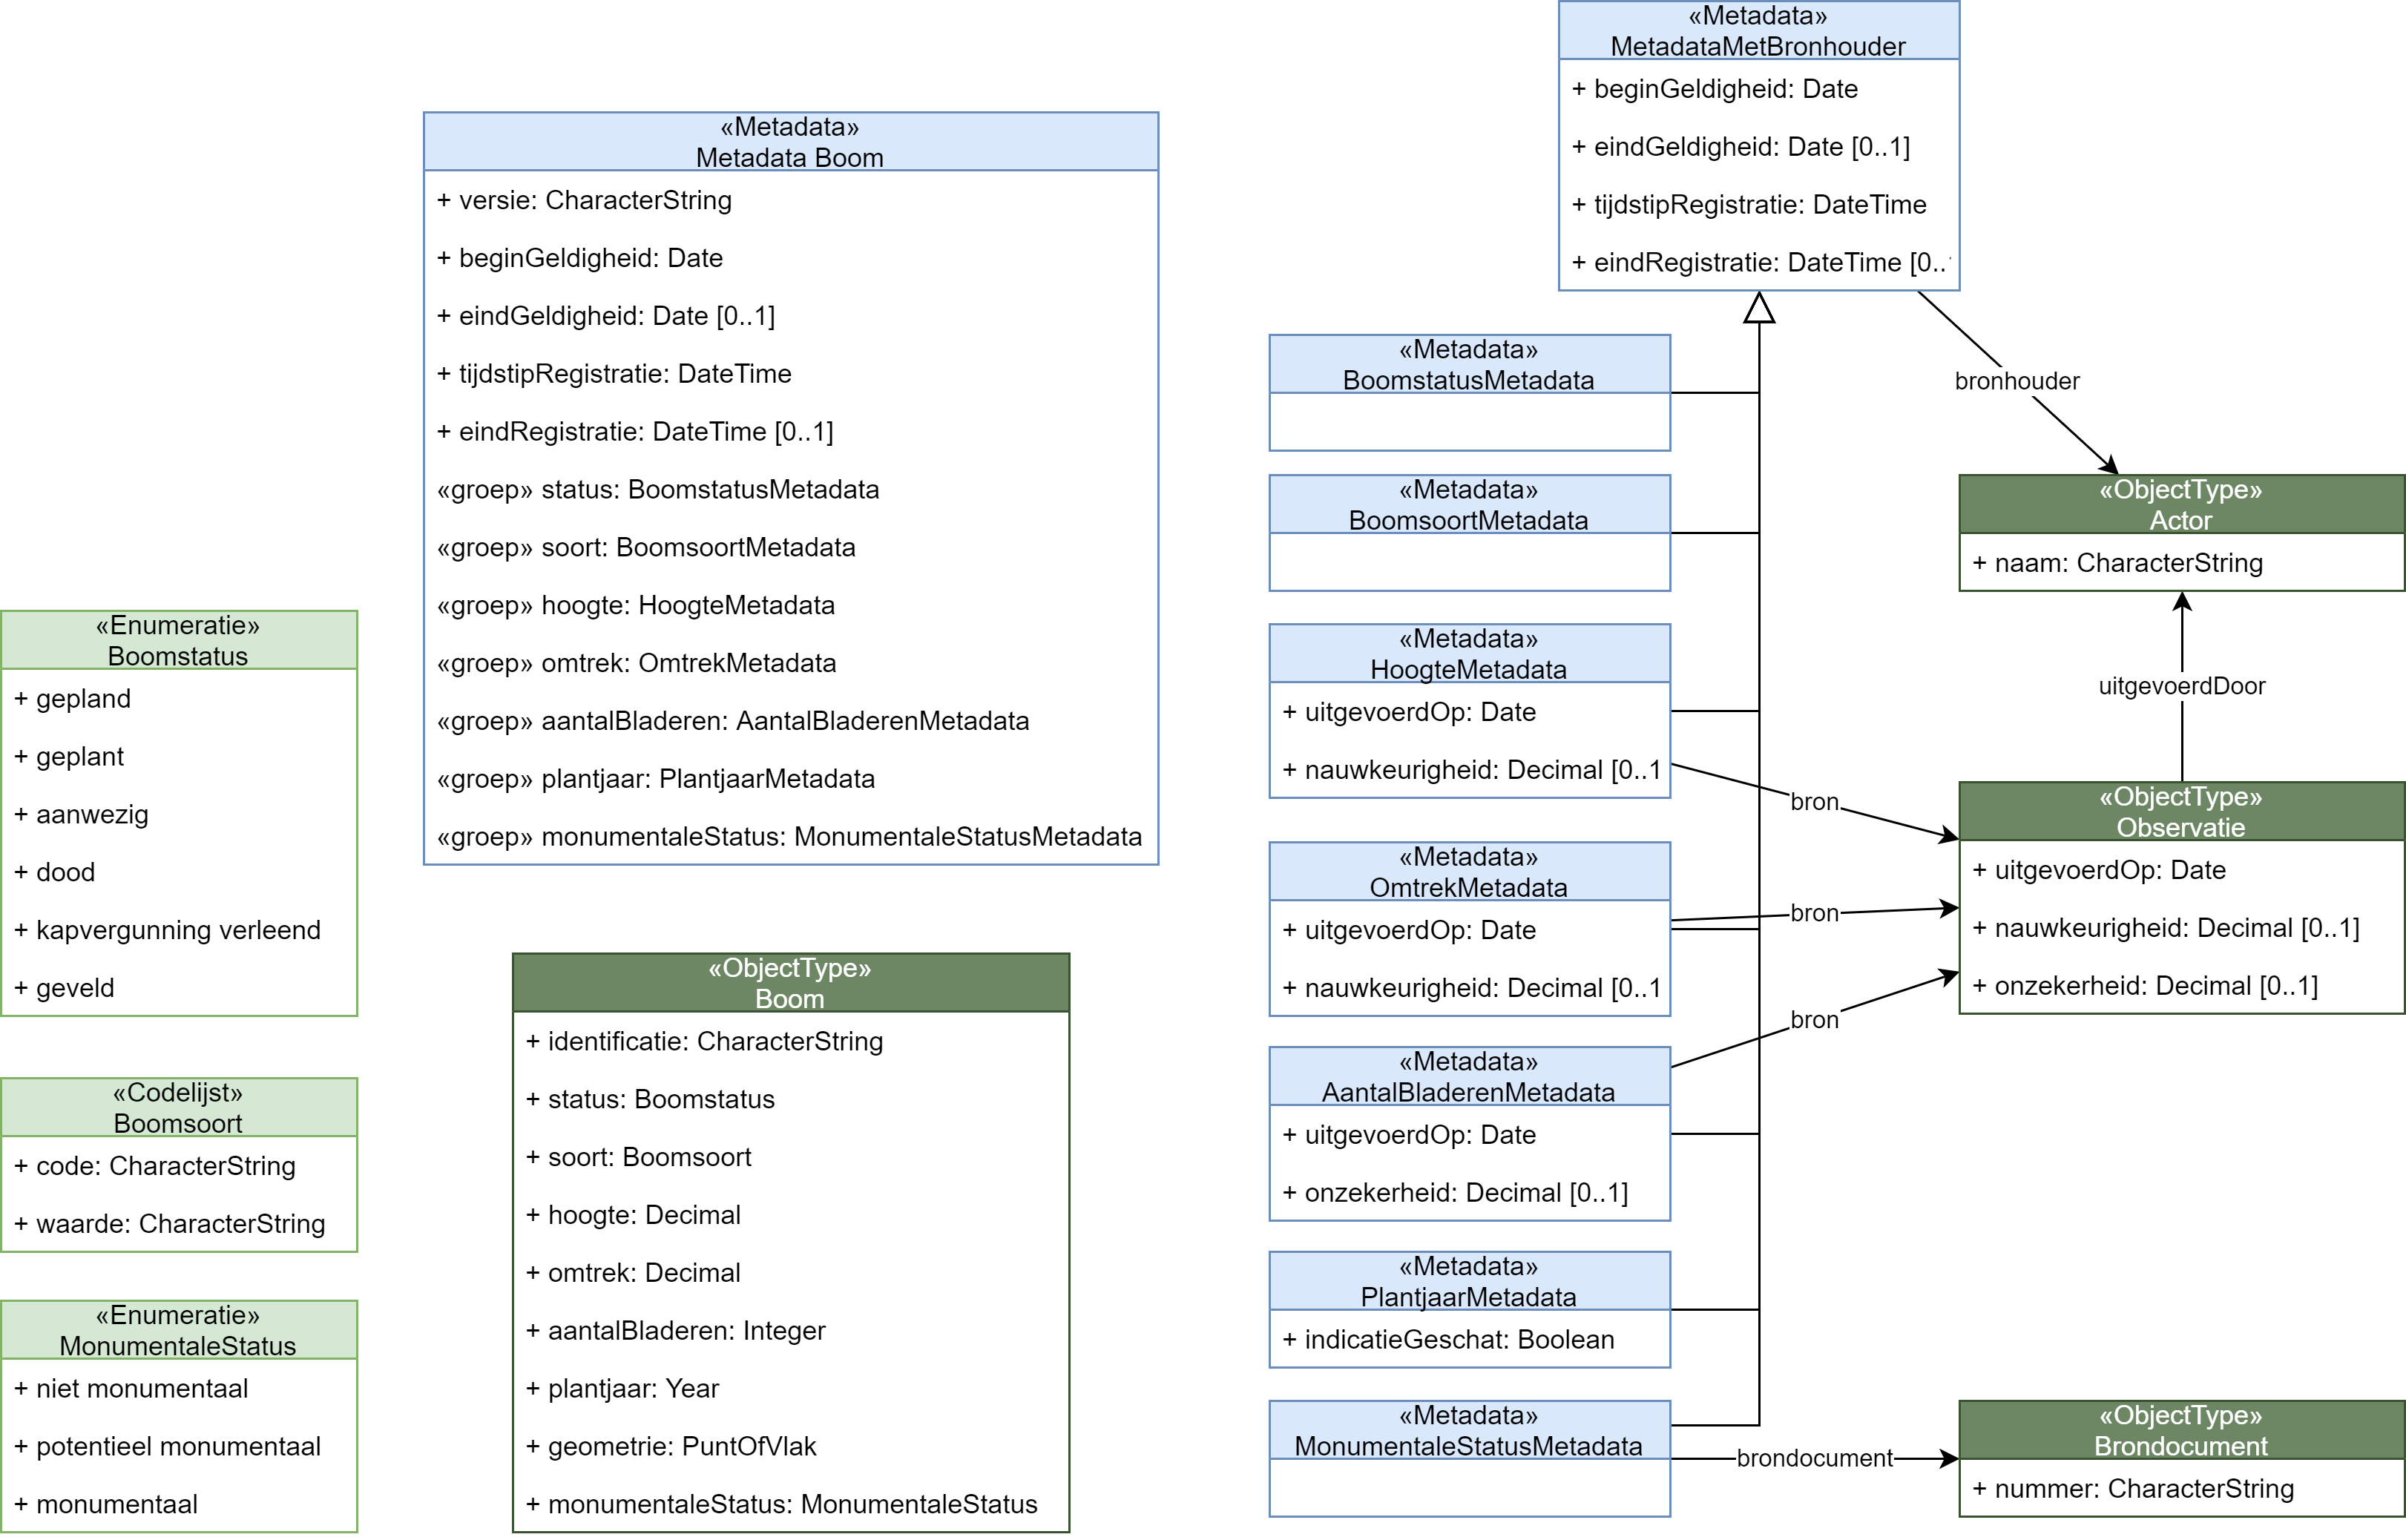 «Metadata»
MetadataMetBronhouder
+ beginGeldigheid: Date
+ eindGeldigheid: Date [0..1]
+ tijdstipRegistratie: DateTime
+ eindRegistratie: DateTime [0..
«Metadata»
Metadata Boom
+ versie: CharacterString
+ beginGeldigheid: Date
+ eindGeldigheid: Date [0..1]
+ tijdstipRegistratie: DateTime
+ eindRegistratie: DateTime [0..1]
«groep» status: BoomstatusMetadata
«groep» soort: BoomsoortMetadata
«groep» hoogte: HoogteMetadata
«groep» omtrek: OmtrekMetadata
«groep» aantalBladeren: AantalBladerenMetadata
«groep» plantjaar: PlantjaarMetadata
«groep» monumentaleStatus: MonumentaleStatusMetadata
«Metadata»
BoomstatusMetadata
bronhouder
«Metadata»
BoomsoortMetadata
«ObjectType»
Actor
+ naam: CharacterString
«Enumeratie»
Boomstatus
+ gepland
+ geplant
+ aanwezig
+ dood
+ kapvergunning verleend
+ geveld
«Metadata»
HoogteMetadata
+ uitgevoerdOp: Date
+ nauwkeurigheid: Decimal [0..1
uitgevoerdDoor
bron
«ObjectType»
Observatie
+ uitgevoerdOp: Date
+ nauwkeurigheid: Decimal [0..1]
+ onzekerheid: Decimal [0..1]
«Metadata»
OmtrekMetadata
+ uitgevoerdOp: Date
+ nauwkeurigheid: Decimal [0..1
bron
bron
«ObjectType»
Boom
+ identificatie: CharacterString
+ status: Boomstatus
+ soort: Boomsoort
+ hoogte: Decimal
+ omtrek: Decimal
+ aantalBladeren: Integer
+ plantjaar: Year
+ geometrie: PuntOfVlak
+ monumentaleStatus: MonumentaleStatus
«Metadata»
AantalBladerenMetadata
+ uitgevoerdOp: Date
+ onzekerheid: Decimal [0..1]
«Codelijst»
Boomsoort
+ code: CharacterString
+ waarde: CharacterString
«Metadata»
PlantjaarMetadata
+ indicatieGeschat: Boolean
«Enumeratie»
MonumentaleStatus
+ niet monumentaal
+ potentieel monumentaal
+ monumentaal
«Metadata»
MonumentaleStatusMetadata
brondocument
«ObjectType»
Brondocument
+ nummer: CharacterString